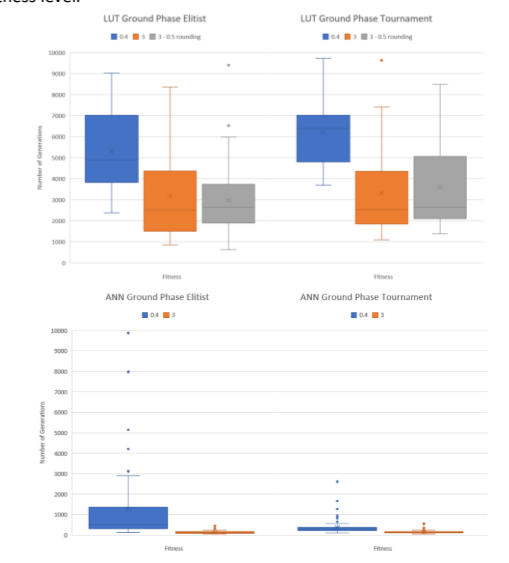 ness level.
LUT Ground Phase Elitist LUT Ground Phase Tournament
0.4 3 3 - 0.5 rounding 0.4 3 3 - 0.5 rounding
10000
9000
8000
7000
6000
5000
4000
3000
2000
1000
0
Number of Generations
Fitness Fitness
ANN Ground Phase Elitist ANN Ground Phase Tournament
0.4 3 0.4 3
10000
9000
8000
7000
6000
5000
4000
3000
2000
1000
0
Number of Generations
Fitness Fitness